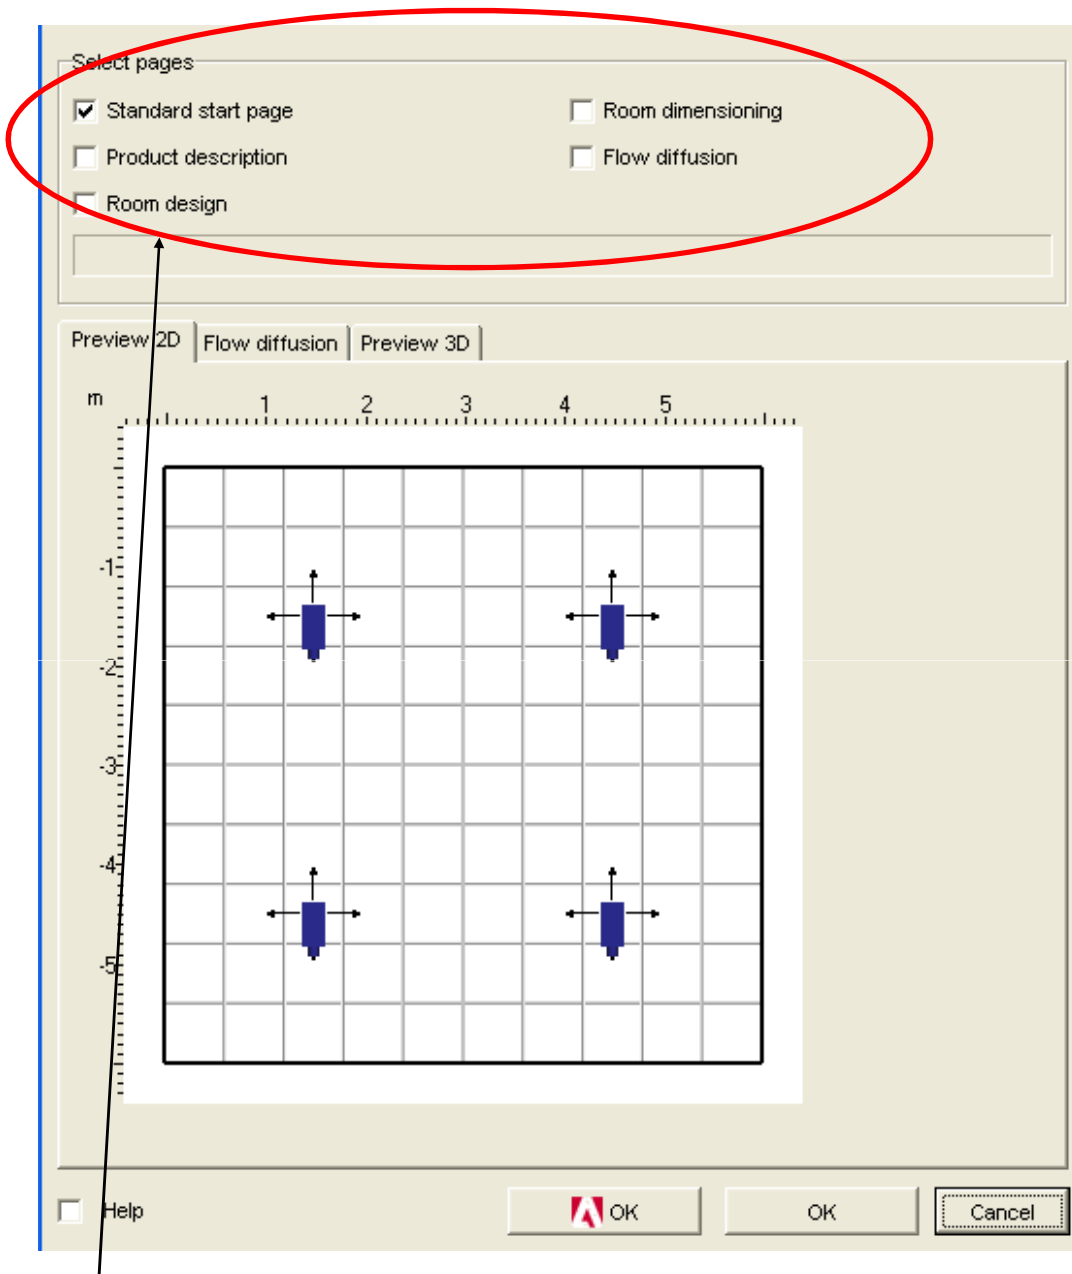 Select pages
Standard start page
Room dimensioning
Product description
Flow diffusion
Room design
Preview 2D
Flow diffusion
Preview 3D
m
1 2 3 4 5
-1
-2
-3
-4
-5
Help
OK
OK
Cancel